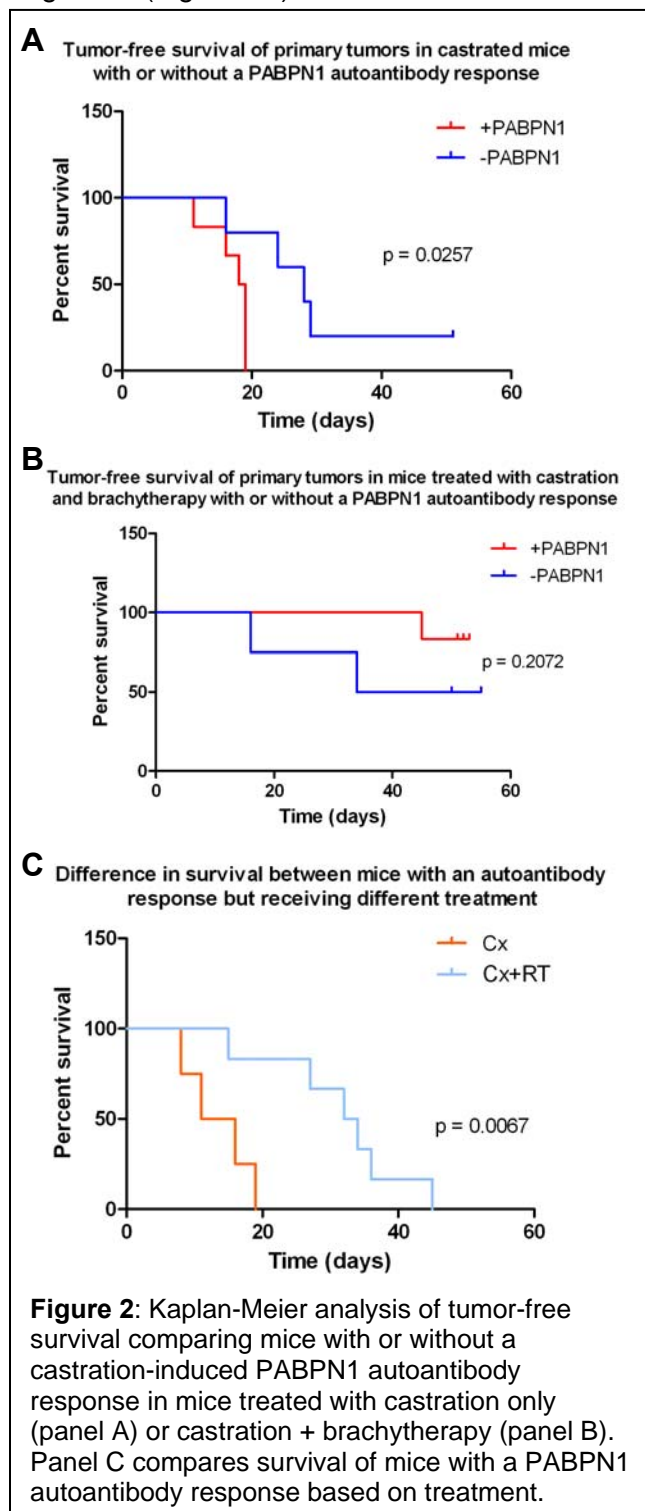 A
Tumor-free survival of primary tumors in castrated mice
with or without a PABPN1 autoantibody response
150
100
50
0
Percent survival
+PABPN1
-PABPN1
p = 0.0257
0 20 40 60
Time (days)
B
Tumor-free survival of primary tumors in mice treated with castration
and brachytherapy with or without a PABPN1 autoantibody response
150
100
50
0
Percent survival
+PABPN1
-PABPN1
p = 0.2072
0 20 40 60
Time (days)
C
Difference in survival between mice with an autoantibody
response but receiving different treatment
150
100
50
0
Percent survival
Cx
Cx+RT
p = 0.0067
0 20 40 60
Time (days)
Figure 2: Kaplan-Meier analysis of tumor-free
survival comparing mice with or without a
castration-induced PABPN1 autoantibody
response in mice treated with castration only
(panel A) or castration + brachytherapy (panel B).
Panel C compares survival of mice with a PABPN1
autoantibody response based on treatment.